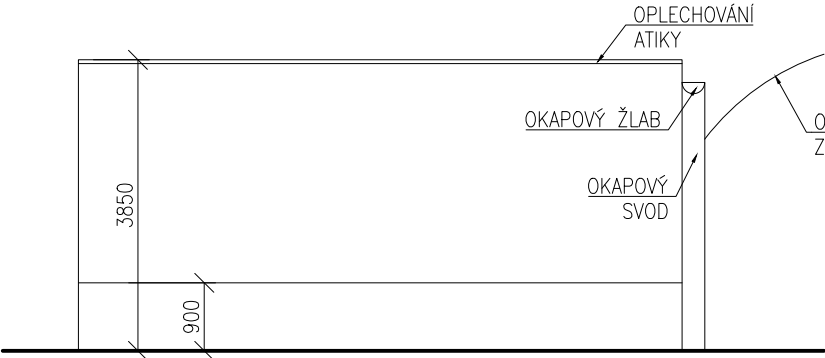 OPLECHOVÁNÍ
ATIKY
OKAPOVÝ ŽLAB
OKAPOVÝ
SVOD
3850
900